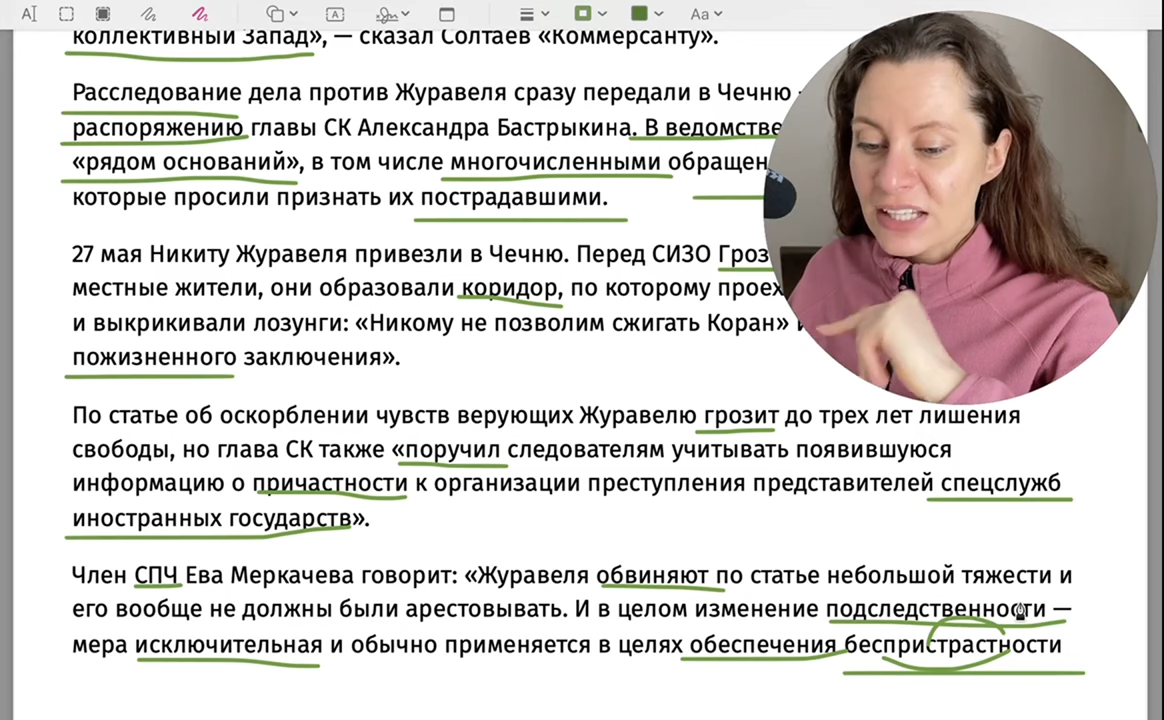 Aa
коллективный Запад», — сказал Солтаев «Коммерсанту».
Расследование дела против Журавеля сразу передали в Чечню
распоряжению главы СК Александра Бастрыкина. В ведомстве
«рядом оснований», в том числе многочисленными обращен
которые просили признать их пострадавшими.
27 мая Никиту Журавеля привезли в Чечню. Перед СИЗО Гроз
местные жители, они образовали коридор, по которому проех
и выкрикивали лозунги: «Никому не позволим сжигать Коран»
пожизненного заключения».
По статье об оскорблении чувств верующих Журавелю грозит до трех лет лишения
свободы, но глава СК также «поручил следователям учитывать появившуюся
информацию о причастности к организации преступления представителей спецслужб
иностранных государств».
Член СПЧ Ева Меркачева говорит: «Журавеля обвиняют по статье небольшой тяжести и
его вообще не должны были арестовывать. И в целом изменение подследственности —
мера исключительная и обычно применяется в целях обеспечения беспристрастности